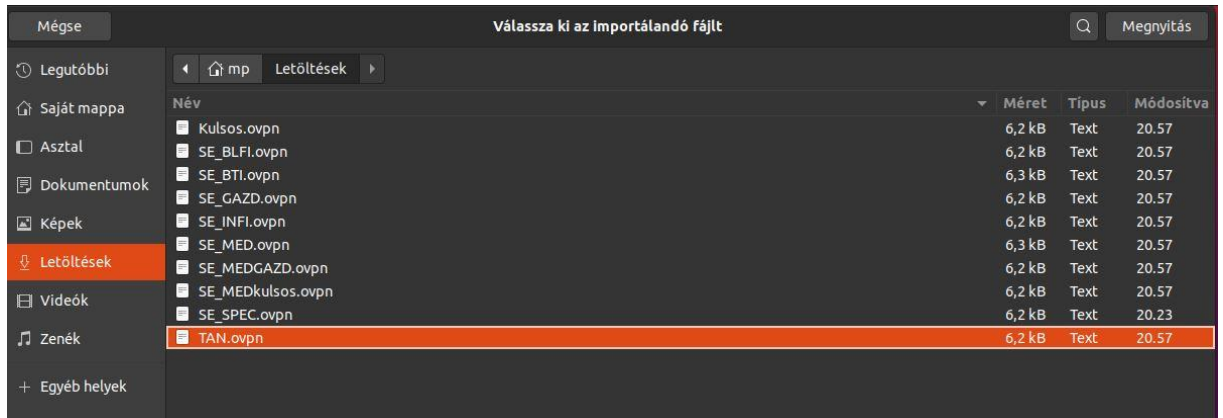 Mégse Válassza ki az importálandó fájlt Megnyitás
Legutóbbi
Saját mappa
Asztal
Dokumentumok
Képek
Letöltések
Videók
Zenék
+ Egyéb helyek
mp Letöltések
Név Méret Típus Módosítva
Kulsos.ovpn 6,2 kB Text 20.57
SE_BLFI.ovpn 6,2 kB Text 20.57
SE_BTI.ovpn 6,3 kB Text 20.57
SE_GAZD.ovpn 6,2 kB Text 20.57
SE_INFI.ovpn 6,2 kB Text 20.57
SE_MED.ovpn 6,3 kB Text 20.57
SE_MEDGAZD.ovpn 6,2 kB Text 20.57
SE_MEDkulsos.ovpn 6,2 kB Text 20.57
SE_SPEC.ovpn 6,2 kB Text 20.23
TAN.ovpn 6,2 kB Text 20.57